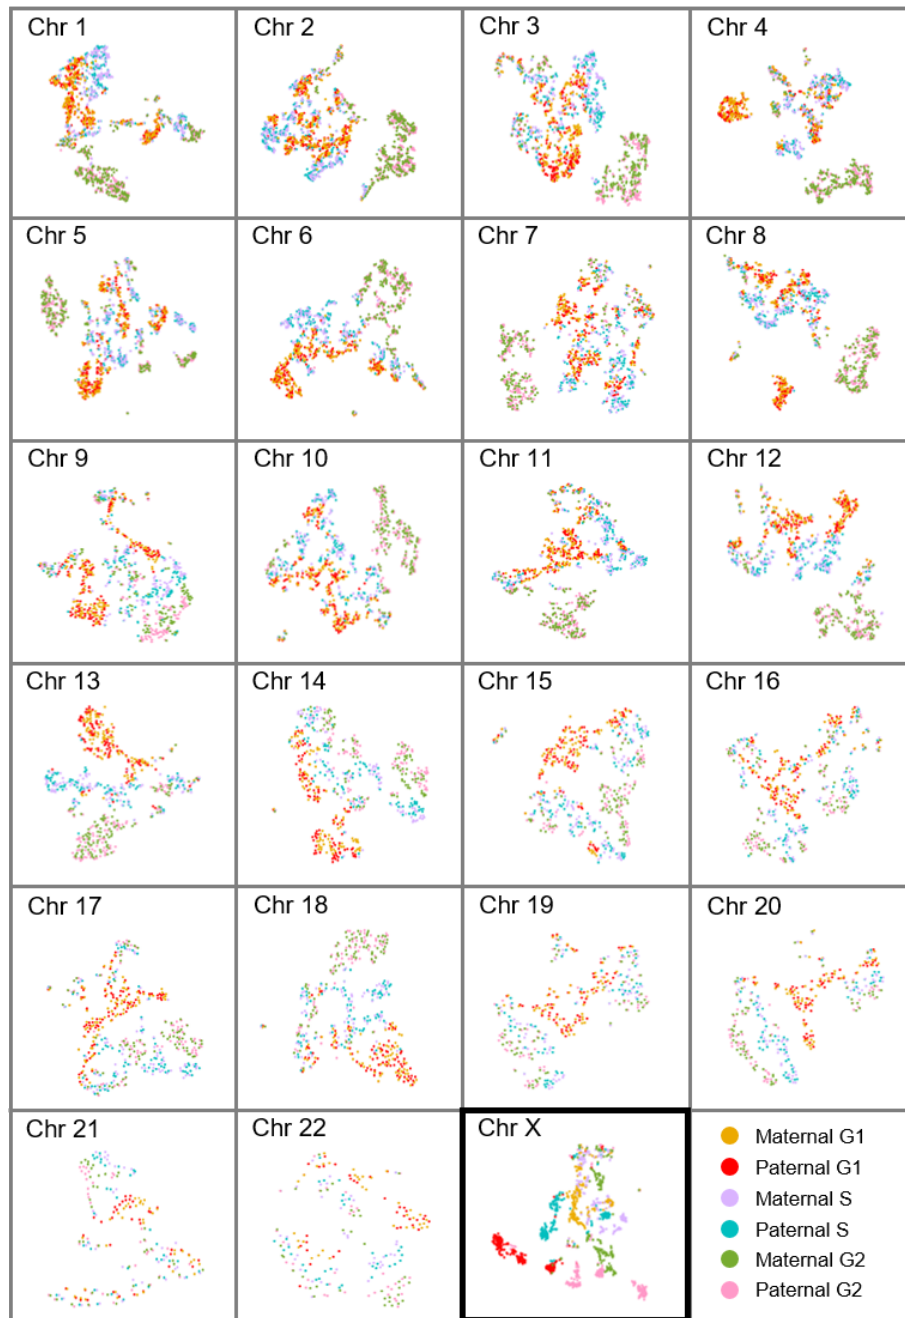 Chr 1
Chr 2
Chr 3
Chr 4
Chr 5
Chr 6
Chr 7
Chr 8
Chr 9
Chr 10
Chr 11
Chr 12
Chr 13
Chr 14
Chr 15
Chr 16
Chr 17
Chr 18
Chr 19
Chr 20
Chr 21
Chr 22
Chr X
Maternal G1
Paternal G1
Maternal S
Paternal S
Maternal G2
Paternal G2